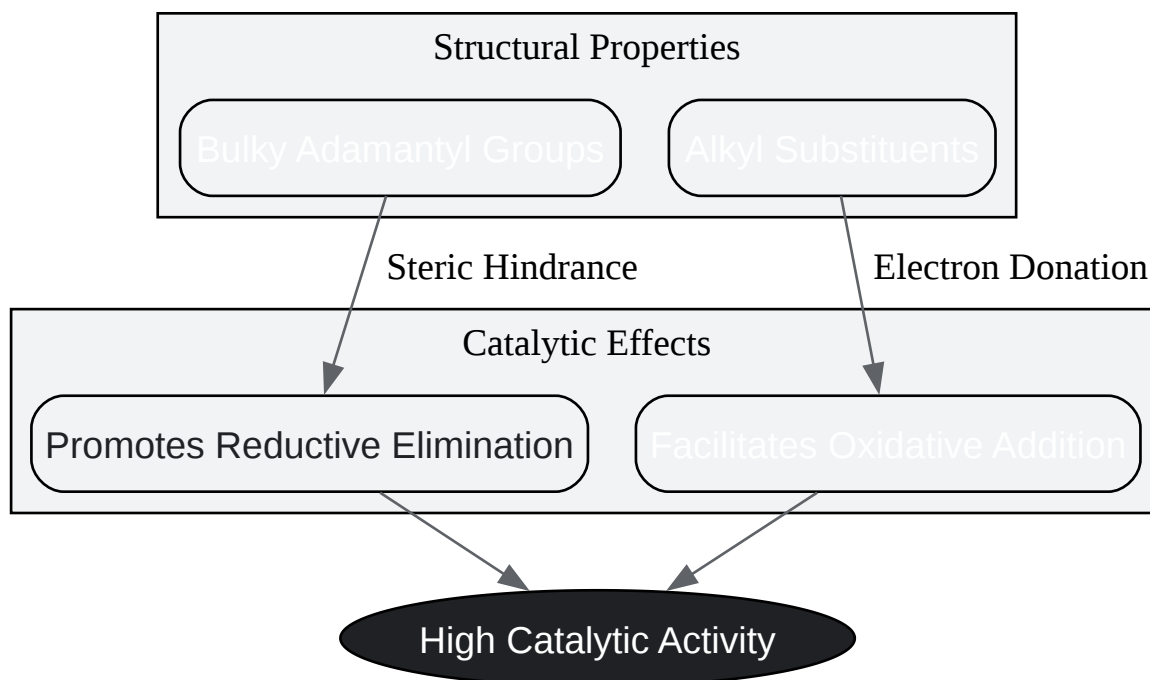 Structural Properties
Bulky Adamantyl Groups
Alkyl Substituents
Steric Hindrance
Electron Donation
Catalytic Effects
Promotes Reductive Elimination
Facilitates Oxidative Addition
High Catalytic Activity